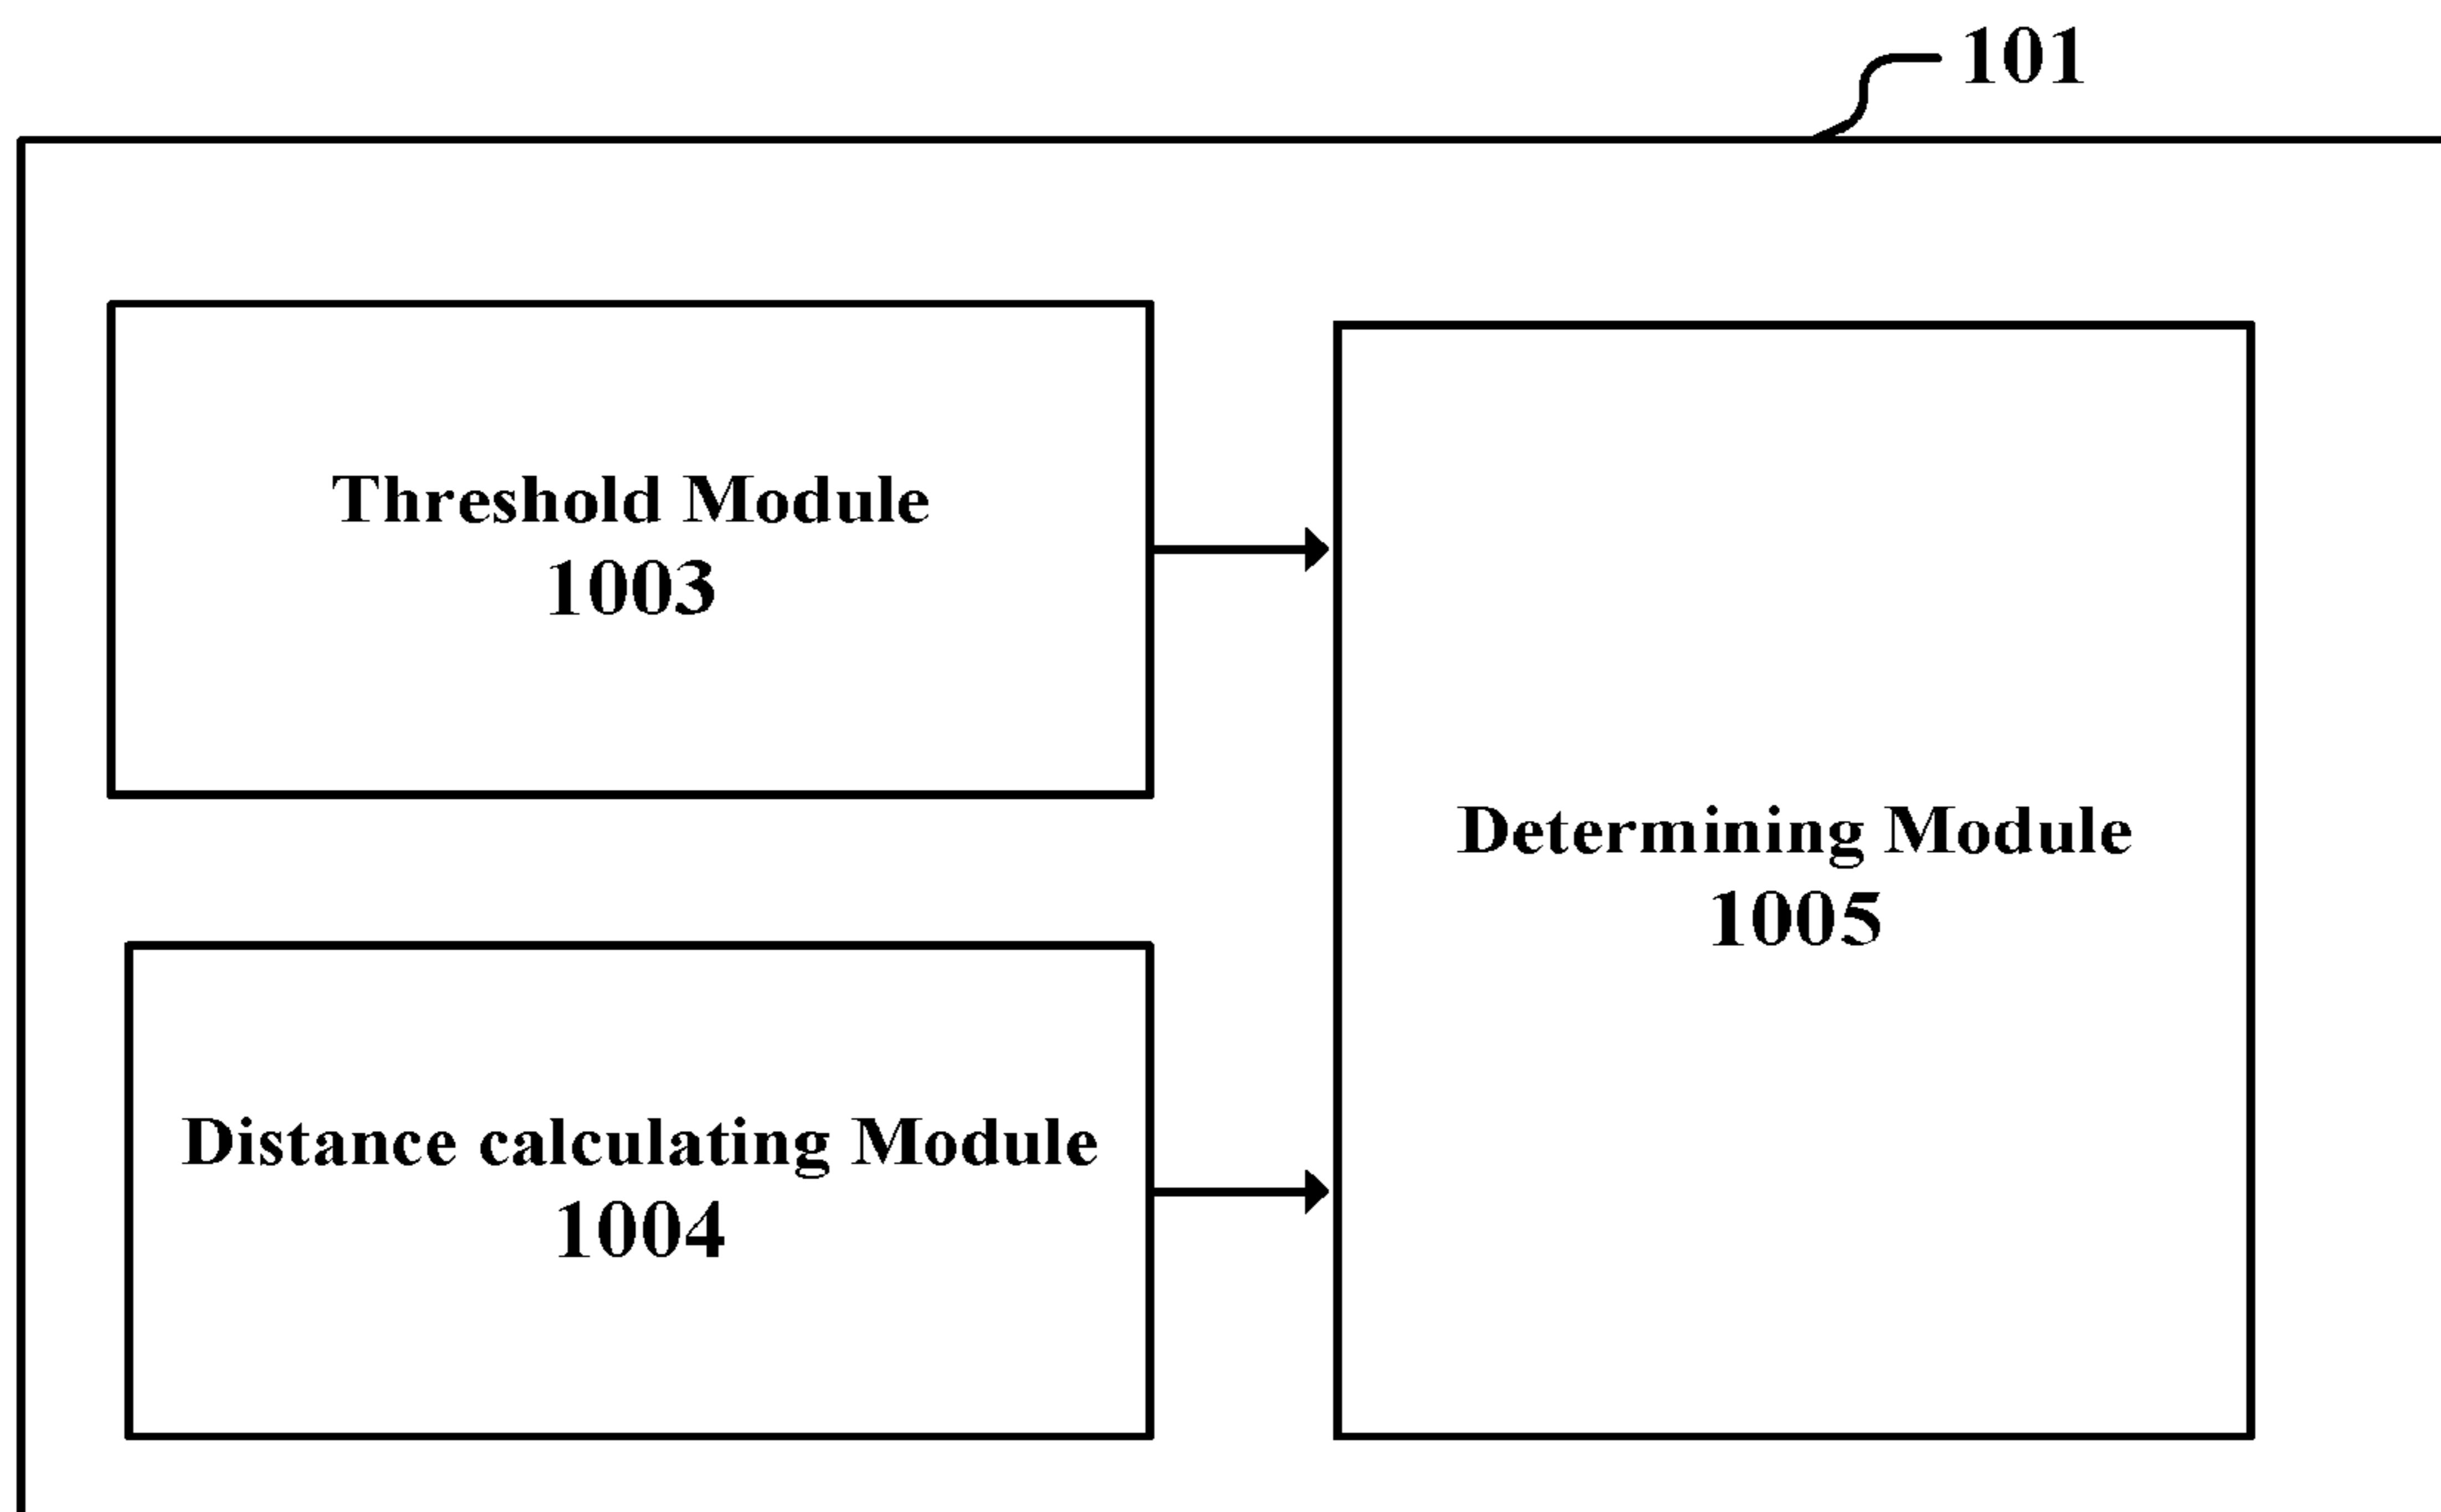 101
Threshold Module
1003
Determining Module
1005
Distance calculating Module
1004